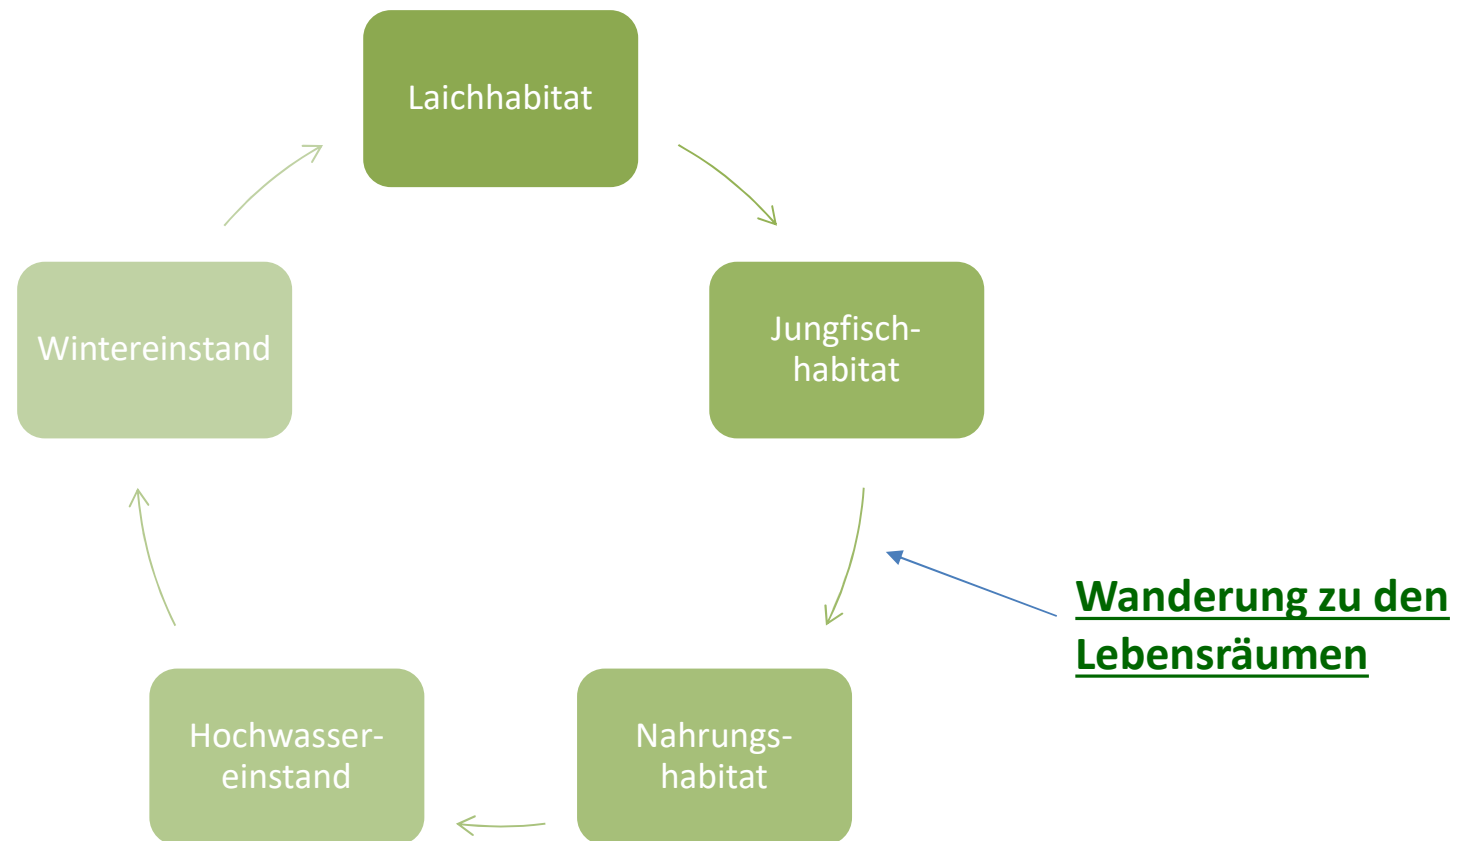 Laichhabitat
Jungfisch-
habitat
Wintereinstand
Wanderung zu den
Lebensräumen
Hochwasser-
einstand
Nahrungs-
habitat